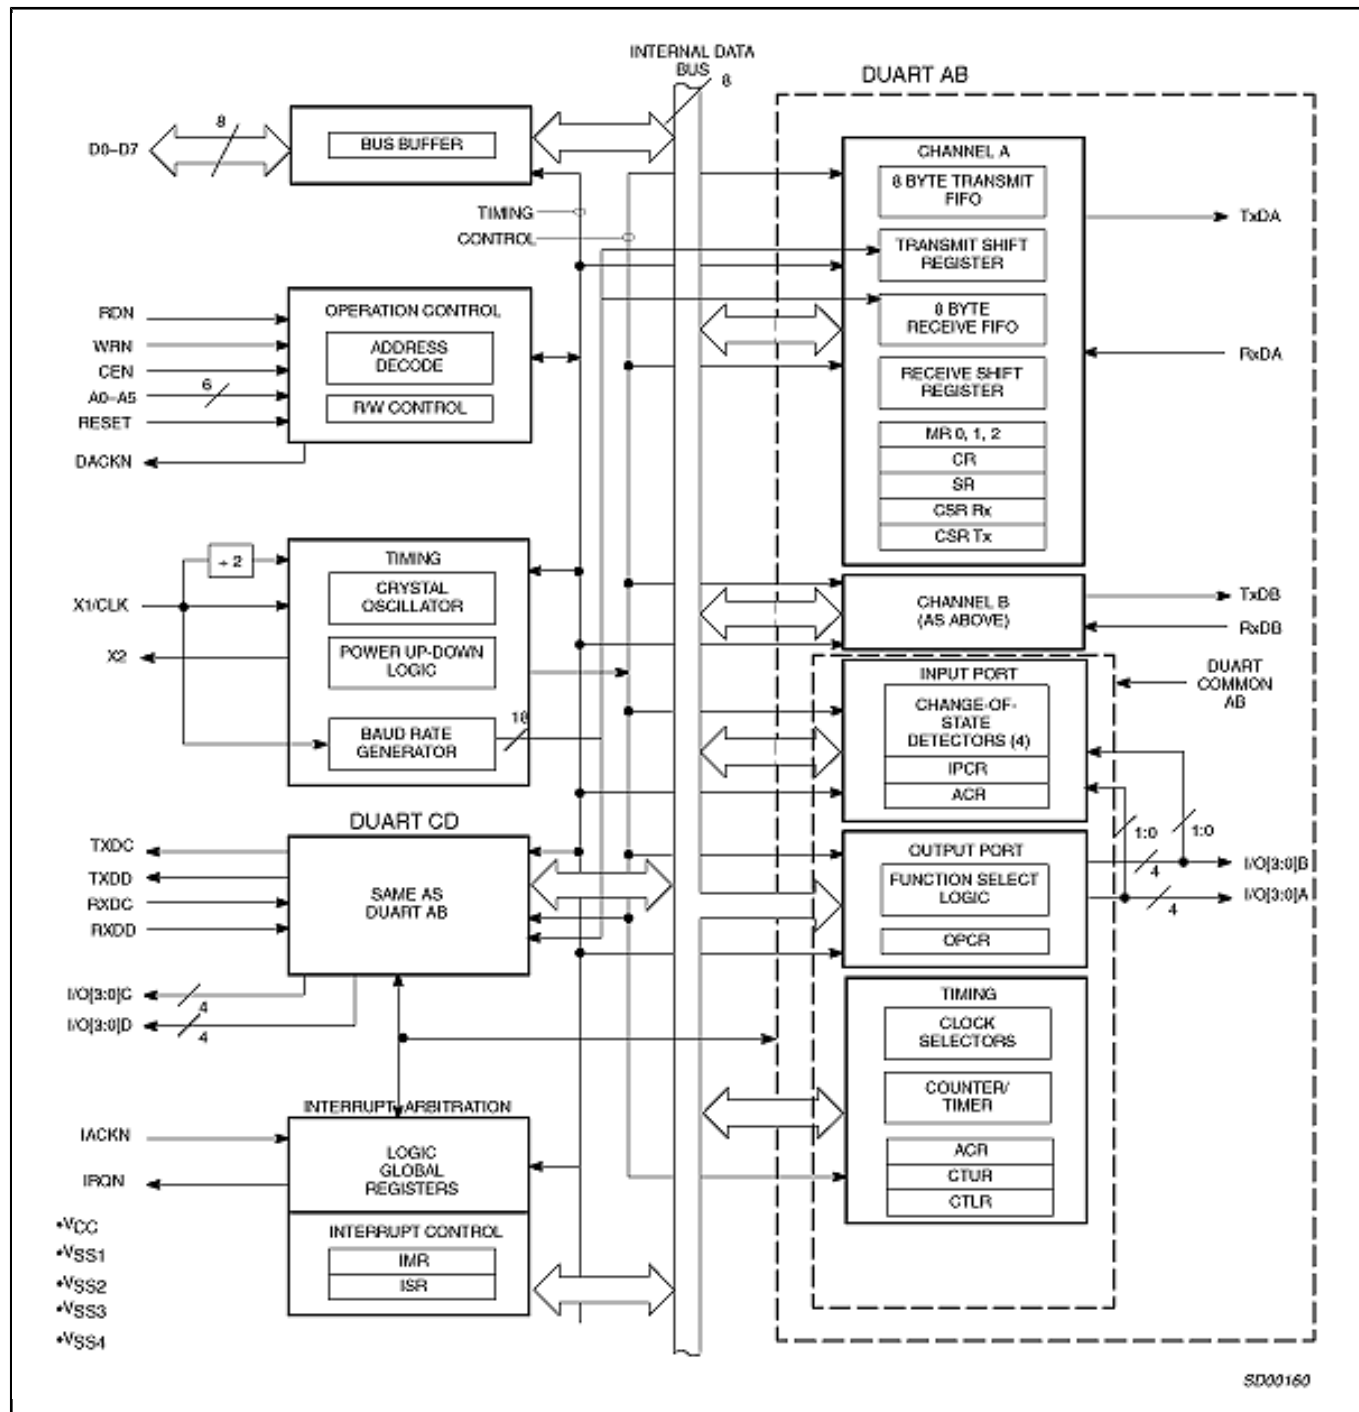 INTERNAL DATA
BUS
8
DUART AB
D0–D7
8
BUS BUFFER
TIMING
CONTROL
CHANNEL A
8 BYTE TRANSMIT
FIFO
TRANSMIT SHIFT
REGISTER
8 BYTE
RECEIVE FIFO
RECEIVE SHIFT
REGISTER
MR 0, 1, 2
CR
SR
CSR Rx
CSR Tx
TxDA
RxDA
RDN
WRN
CEN
A0–A5
6
RESET
DACKN
OPERATION CONTROL
ADDRESS
DECODE
R/W CONTROL
÷ 2
X1/CLK
X2
TIMING
CRYSTAL
OSCILLATOR
POWER UP-DOWN
LOGIC
BAUD RATE
GENERATOR
18
CHANNEL B
(AS ABOVE)
TxDB
RxDB
DUART
COMMON
AB
INPUT PORT
CHANGE-OF-
STATE
DETECTORS (4)
IPCR
ACR
1:0
1:0
DUART CD
TXDC
TXDD
RXDC
RXDD
SAME AS
DUART AB
I/O[3:0]C
4
I/O[3:0]D
4
OUTPUT PORT
FUNCTION SELECT
LOGIC
OPCR
4
I/O[3:0]B
4
I/O[3:0]A
TIMING
CLOCK
SELECTORS
COUNTER/
TIMER
ACR
CTUR
CTLR
INTERRUPT ARBITRATION
IACKN
IRQN
LOGIC
GLOBAL
REGISTERS
INTERRUPT CONTROL
IMR
ISR
•VCC
•VSS1
•VSS2
•VSS3
•VSS4
SD00160